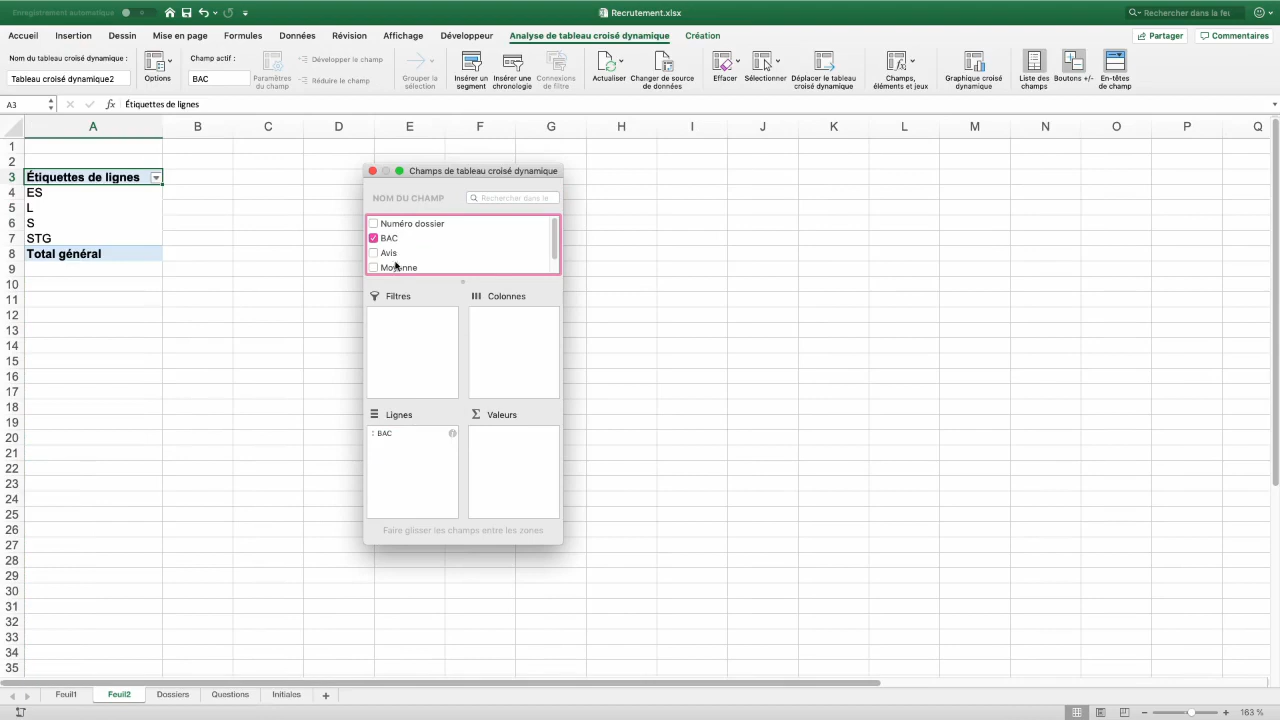 Enregistrement automatique
Recrutement.xlsx
Rechercher dans la feu
Accueil Insertion Dessin Mise en page Formules Données Révision Affichage Développeur Analyse de tableau croisé dynamique Création Partager Commentaires
Nom du tableau croisé dynamique :
Tableau croisé dynamique2
Options
Champ actif :
BAC
Paramètres du champ
Développer le champ
Réduire le champ
Grouper la sélection
Insérer un segment
Insérer une chronologie
Connexions de filtre
Actualiser
Changer de source de données
Effacer
Sélectionner
Déplacer le tableau croisé dynamique
Champs, éléments et jeux
Graphique croisé dynamique
Liste des champs
Boutons +/-
En-têtes de champ
A3 fx Étiquettes de lignes
A B C D E F G H I J K L M N O P Q
1
2
3 Étiquettes de lignes
4 ES
5 L
6 S
7 STG
8 Total général
9
10
11
12
13
14
15
16
17
18
19
20
21
22
23
24
25
26
27
28
29
30
31
32
33
34
35
Champs de tableau croisé dynamique
NOM DU CHAMP
Rechercher dans le
Numéro dossier
BAC
Avis
Moyenne
Filtres
Colonnes
Lignes
Valeurs
BAC
Faire glisser les champs entre les zones
Feuil1 Feuil2 Dossiers Questions Initiales +
163 %